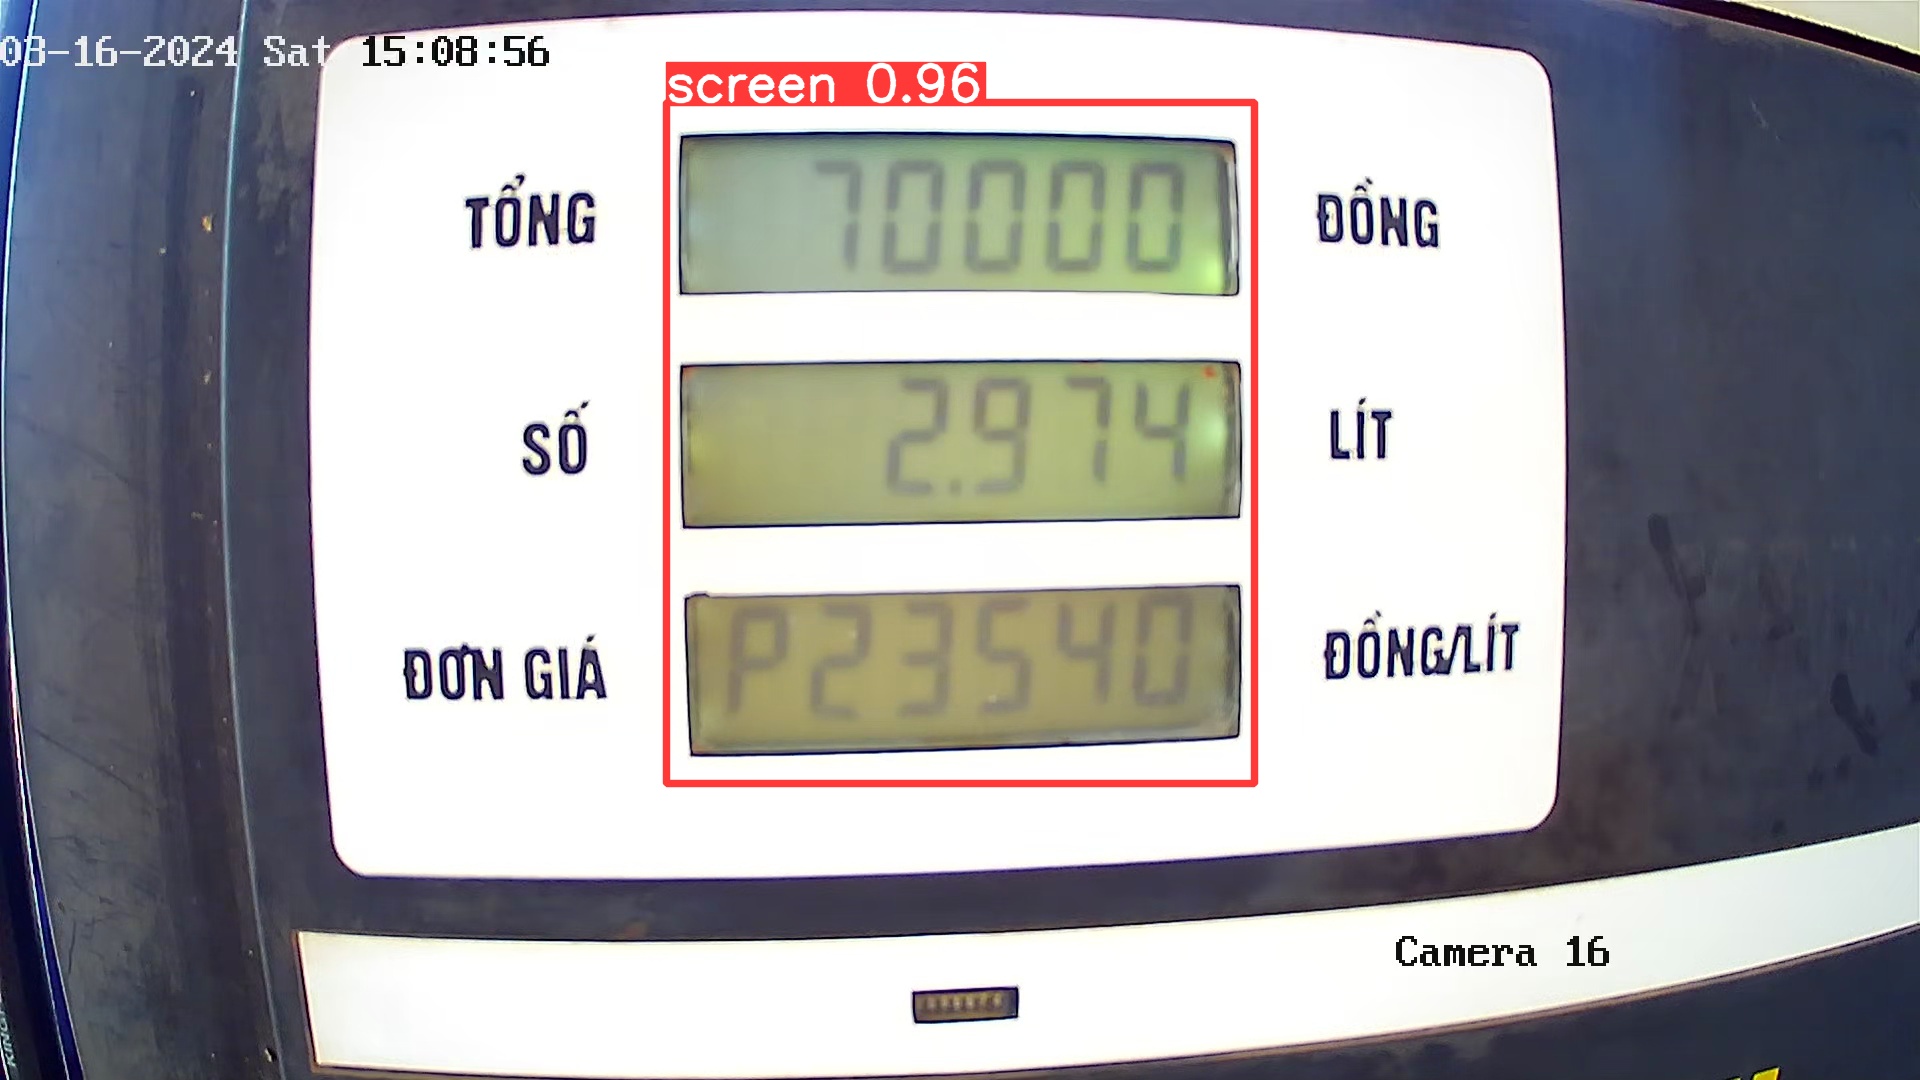 03-16-2024 Sat 15:08:56
screen 0.96
TỔNG 70000 ĐỒNG
SỐ 2.974 LÍT
ĐƠN GIÁ P23540 ĐỒNG/LÍT
Camera 16